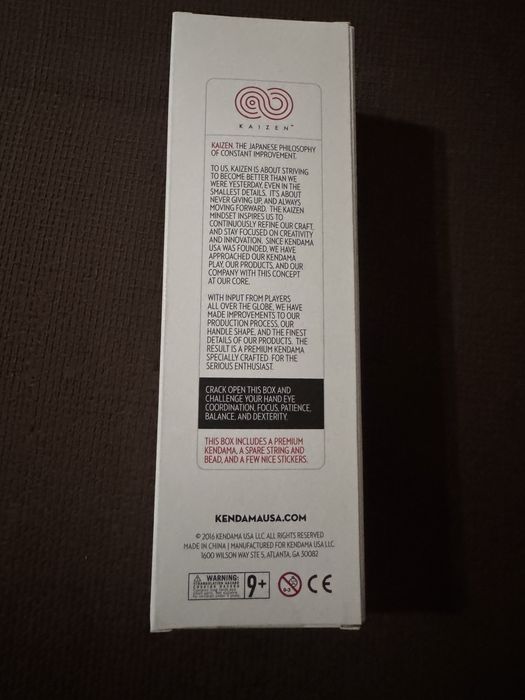 KAIZEN™
KAIZEN. THE JAPANESE PHILOSOPHY
OF CONSTANT IMPROVEMENT.
TO US, KAIZEN IS ABOUT STRIVING
TO BECOME BETTER THAN WE
WERE YESTERDAY, EVEN IN THE
SMALLEST DETAILS. IT'S ABOUT
NEVER GIVING UP, AND ALWAYS
MOVING FORWARD. THE KAIZEN
MINDSET INSPIRES US TO
CONTINUOUSLY REFINE OUR CRAFT,
AND STAY FOCUSED ON CREATIVITY
AND INNOVATION. SINCE KENDAMA
USA WAS FOUNDED, WE HAVE
APPROACHED OUR KENDAMA
PLAY, OUR PRODUCTS, AND OUR
COMPANY WITH THIS CONCEPT
AT OUR CORE.
WITH INPUT FROM PLAYERS
ALL OVER THE GLOBE, WE HAVE
MADE IMPROVEMENTS TO OUR
PRODUCTION PROCESS, OUR
HANDLE SHAPE, AND THE FINEST
DETAILS OF OUR PRODUCTS. THE
RESULT IS A PREMIUM KENDAMA
SPECIALLY CRAFTED FOR THE
SERIOUS ENTHUSIAST.
CRACK OPEN THIS BOX AND
CHALLENGE YOUR HAND EYE
COORDINATION, FOCUS, PATIENCE,
BALANCE, AND DEXTERITY.
THIS BOX INCLUDES A PREMIUM
KENDAMA, A SPARE STRING AND
BEAD, AND A FEW NICE STICKERS.
KENDAMAUSA.COM
© 2016 KENDAMA USA LLC. ALL RIGHTS RESERVED
MADE IN CHINA | MANUFACTURED FOR KENDAMA USA LLC
1600 WILSON WAY STE 5, ATLANTA, GA 30082
WARNING:
STRANGULATION HAZARD
CHOKING HAZARD
9+
0-3
CE